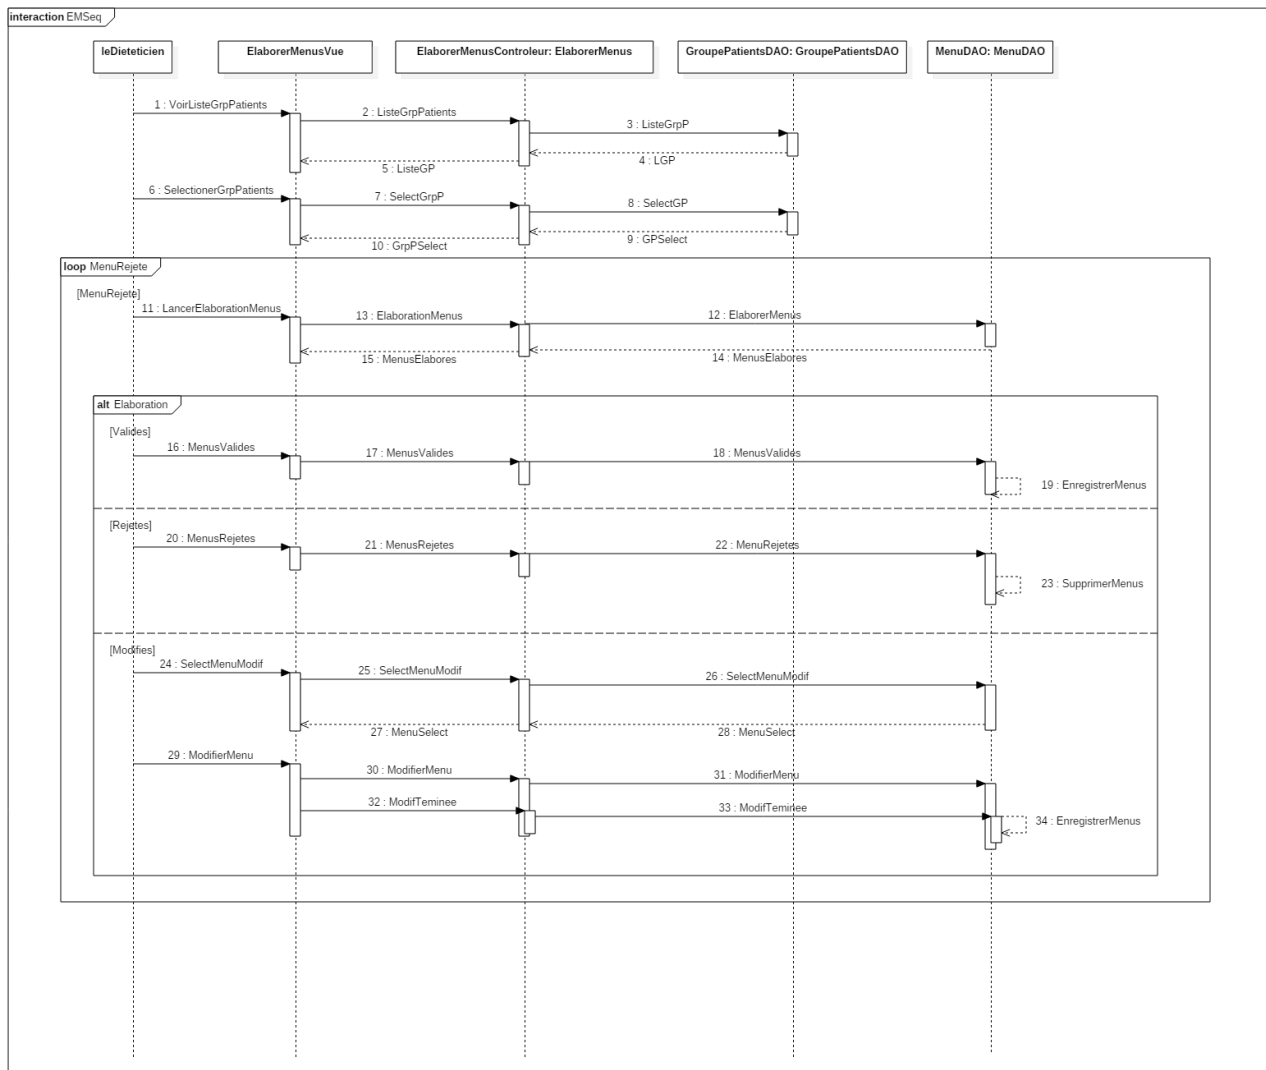 interaction EMSeq
leDieteticien
ElaborerMenusVue
ElaborerMenusControleur: ElaborerMenus
GroupePatientsDAO: GroupePatientsDAO
MenuDAO: MenuDAO
1 : VoirListeGrpPatients
2 : ListeGrpPatients
3 : ListeGrpP
4 : LGP
5 : ListeGP
6 : SelectionerGrpPatients
7 : SelectGrpP
8 : SelectGP
9 : GPSelect
10 : GrpPSelect
loop MenuRejete
[MenuRejete]
11 : LancerElaborationMenus
13 : ElaborationMenus
12 : ElaborerMenus
15 : MenusElabores
14 : MenusElabores
alt Elaboration
[Valides]
16 : MenusValides
17 : MenusValides
18 : MenusValides
19 : EnregistrerMenus
[Rejetes]
20 : MenusRejetes
21 : MenusRejetes
22 : MenuRejetes
23 : SupprimerMenus
[Modifies]
24 : SelectMenuModif
25 : SelectMenuModif
26 : SelectMenuModif
27 : MenuSelect
28 : MenuSelect
29 : ModifierMenu
30 : ModifierMenu
31 : ModifierMenu
32 : ModifTeminee
33 : ModifTeminee
34 : EnregistrerMenus